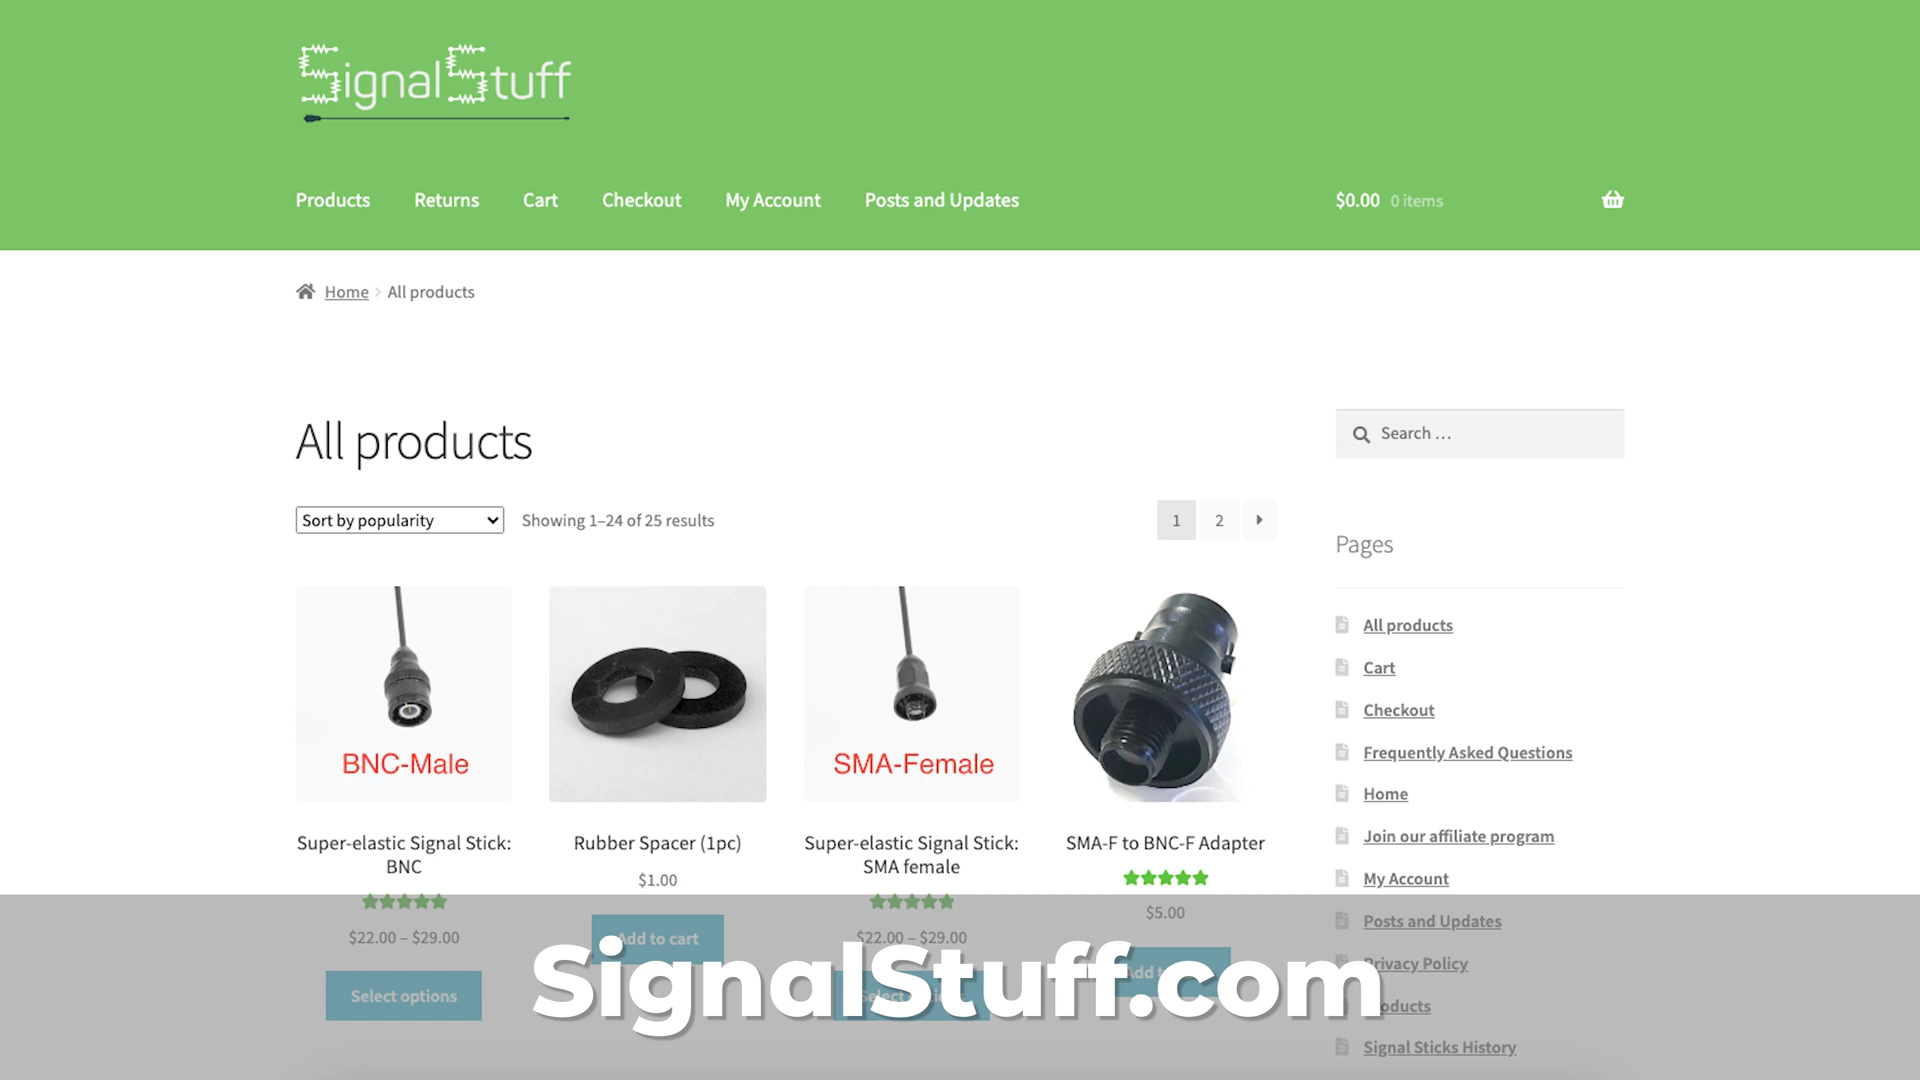 SignalStuff
Products Returns Cart Checkout My Account Posts and Updates $0.00 0 items
Home All products
All products
Search …
Sort by popularity Showing 1–24 of 25 results 1 2
Pages
All products
Cart
Checkout
Frequently Asked Questions
Home
Join our affiliate program
My Account
Posts and Updates
Privacy Policy
Signal Sticks History
BNC-Male
SMA-Female
Super-elastic Signal Stick:
BNC
$22.00 – $29.00
Select options
Rubber Spacer (1pc)
$1.00
Add to cart
Super-elastic Signal Stick:
SMA female
$22.00 – $29.00
Select
SMA-F to BNC-F Adapter
$5.00
Add
SignalStuff.com